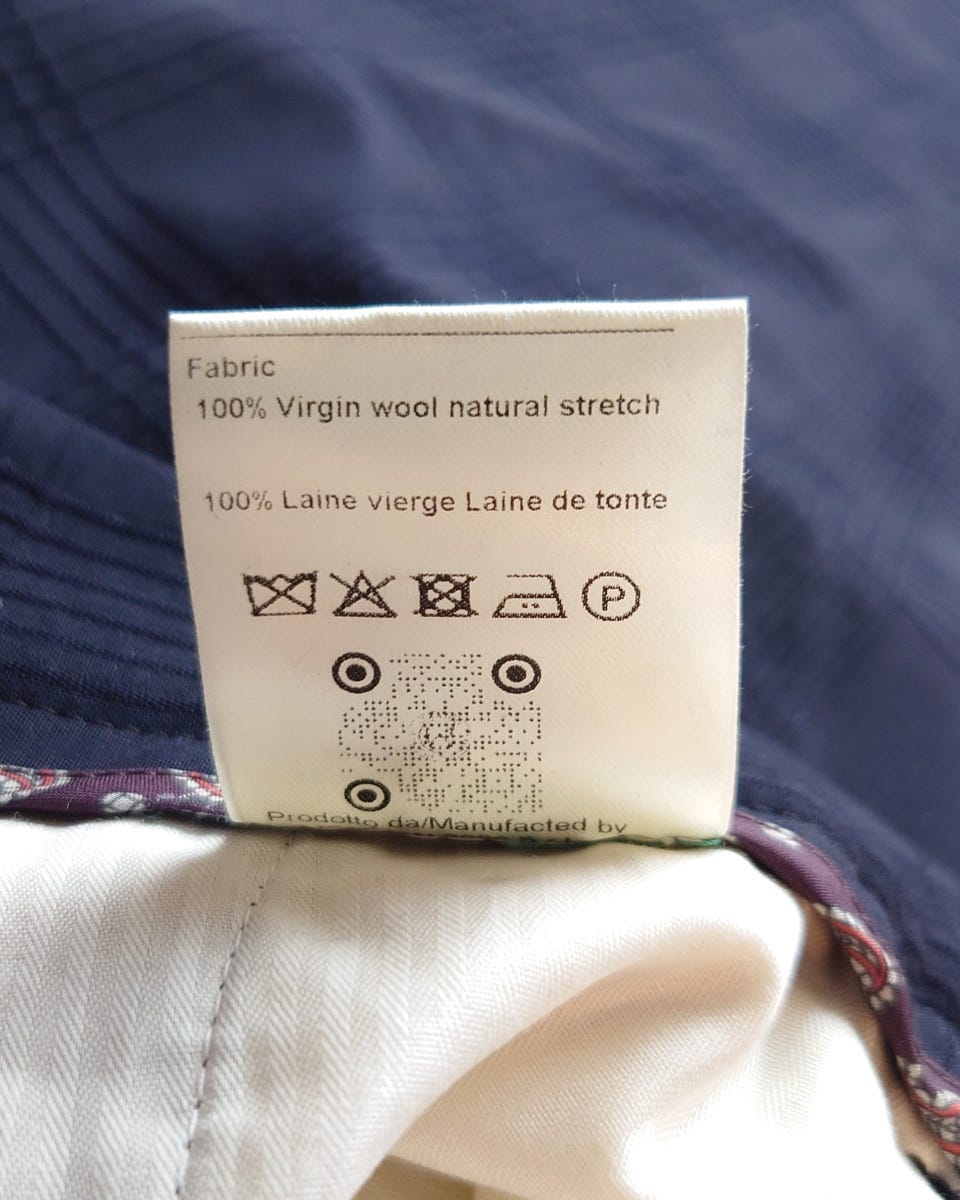 Fabric
100% Virgin wool natural stretch
100% Laine vierge Laine de tonte
P
Prodotto da/Manufacted by